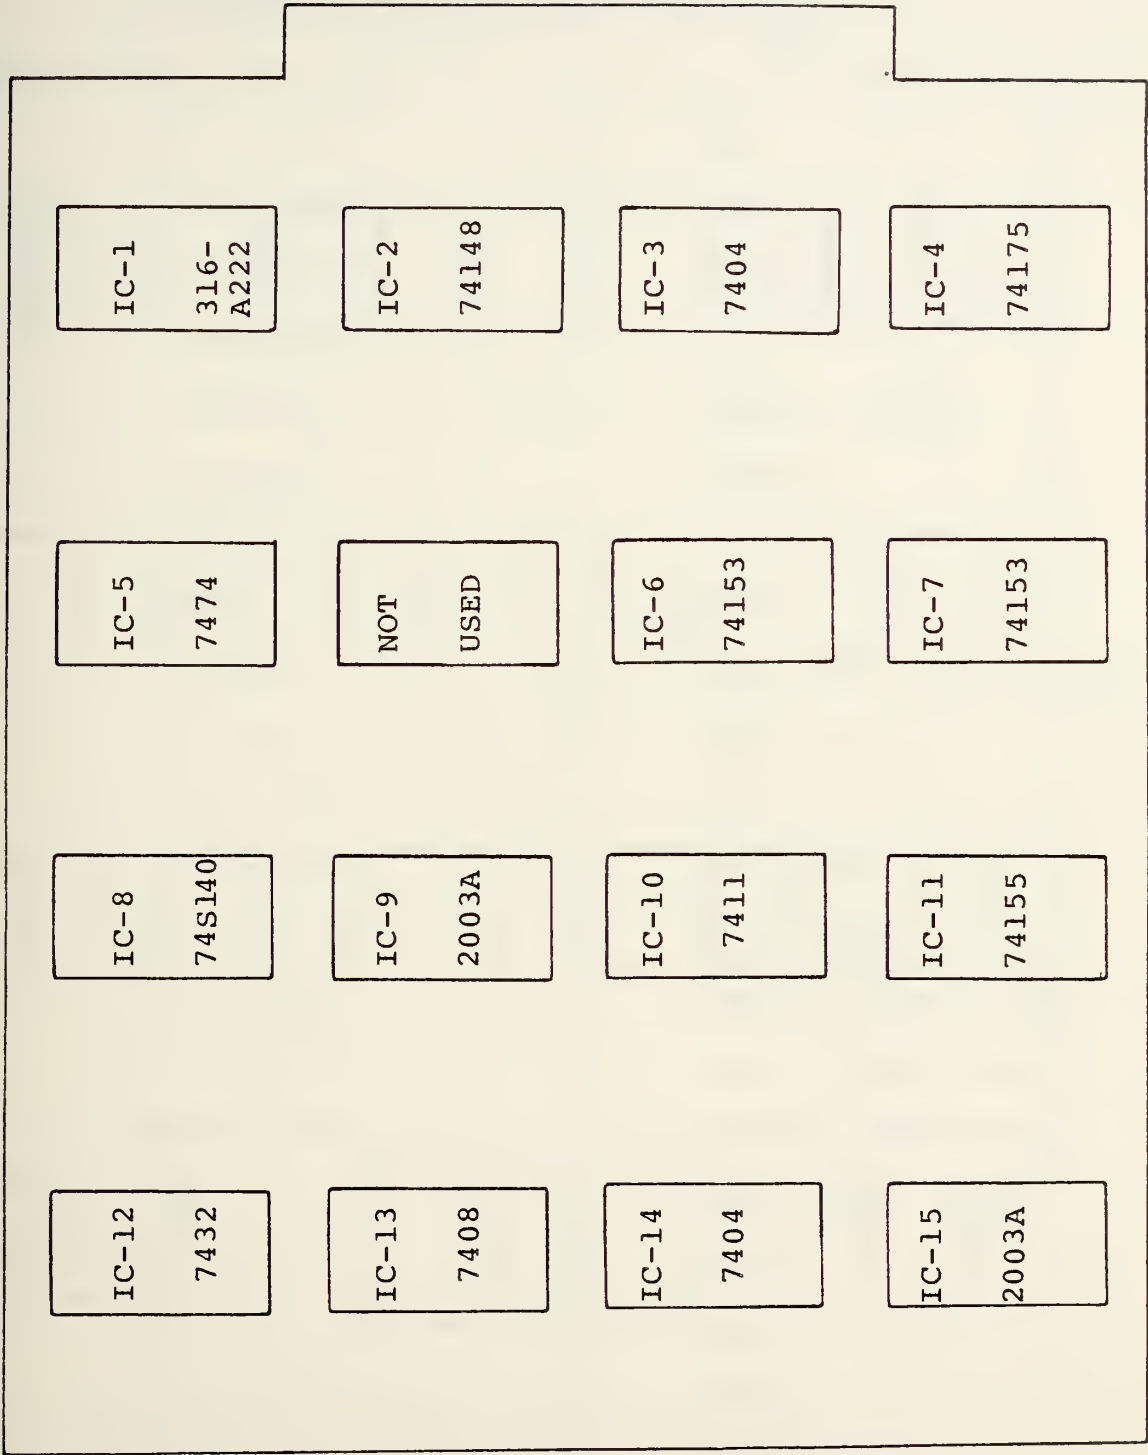 IC-1
316-
A222
IC-2
74148
IC-3
7404
IC-4
74175
IC-5
7474
NOT
USED
IC-6
74153
IC-7
74153
IC-8
74S140
IC-9
2003A
IC-10
7411
IC-11
74155
IC-12
7432
IC-13
7408
IC-14
7404
IC-15
2003A